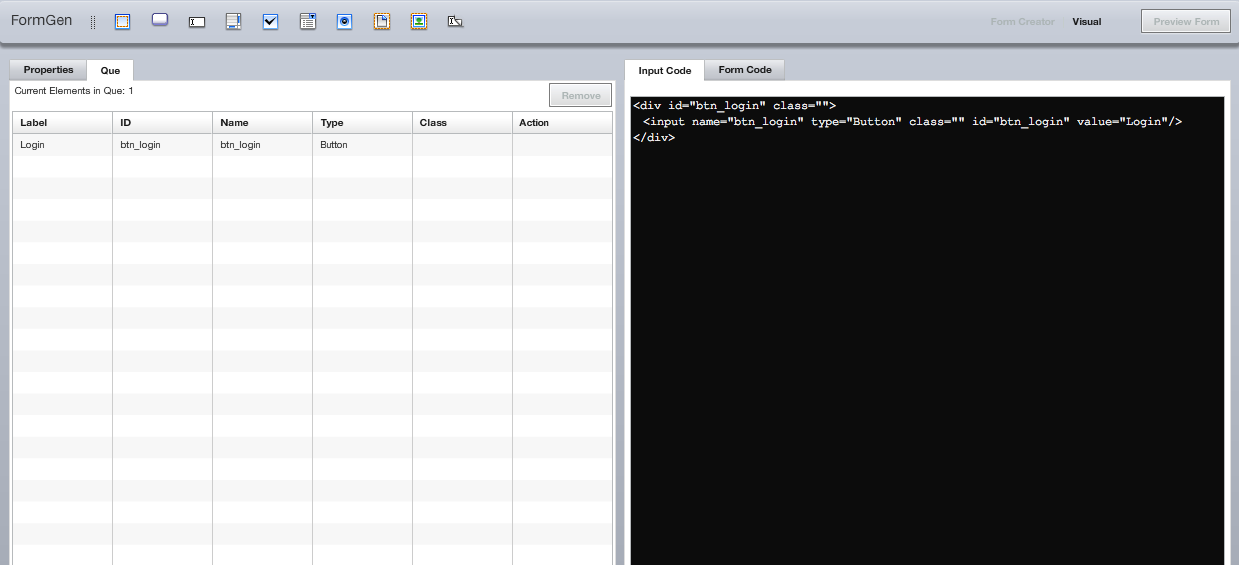 FormGen Form Creator Visual Preview Form
Properties Que
Current Elements in Que: 1 Remove
Label ID Name Type Class Action
Login btn_login btn_login Button
Input Code Form Code
<div id="btn_login" class="">
<input name="btn_login" type="Button" class="" id="btn_login" value="Login"/>
</div>